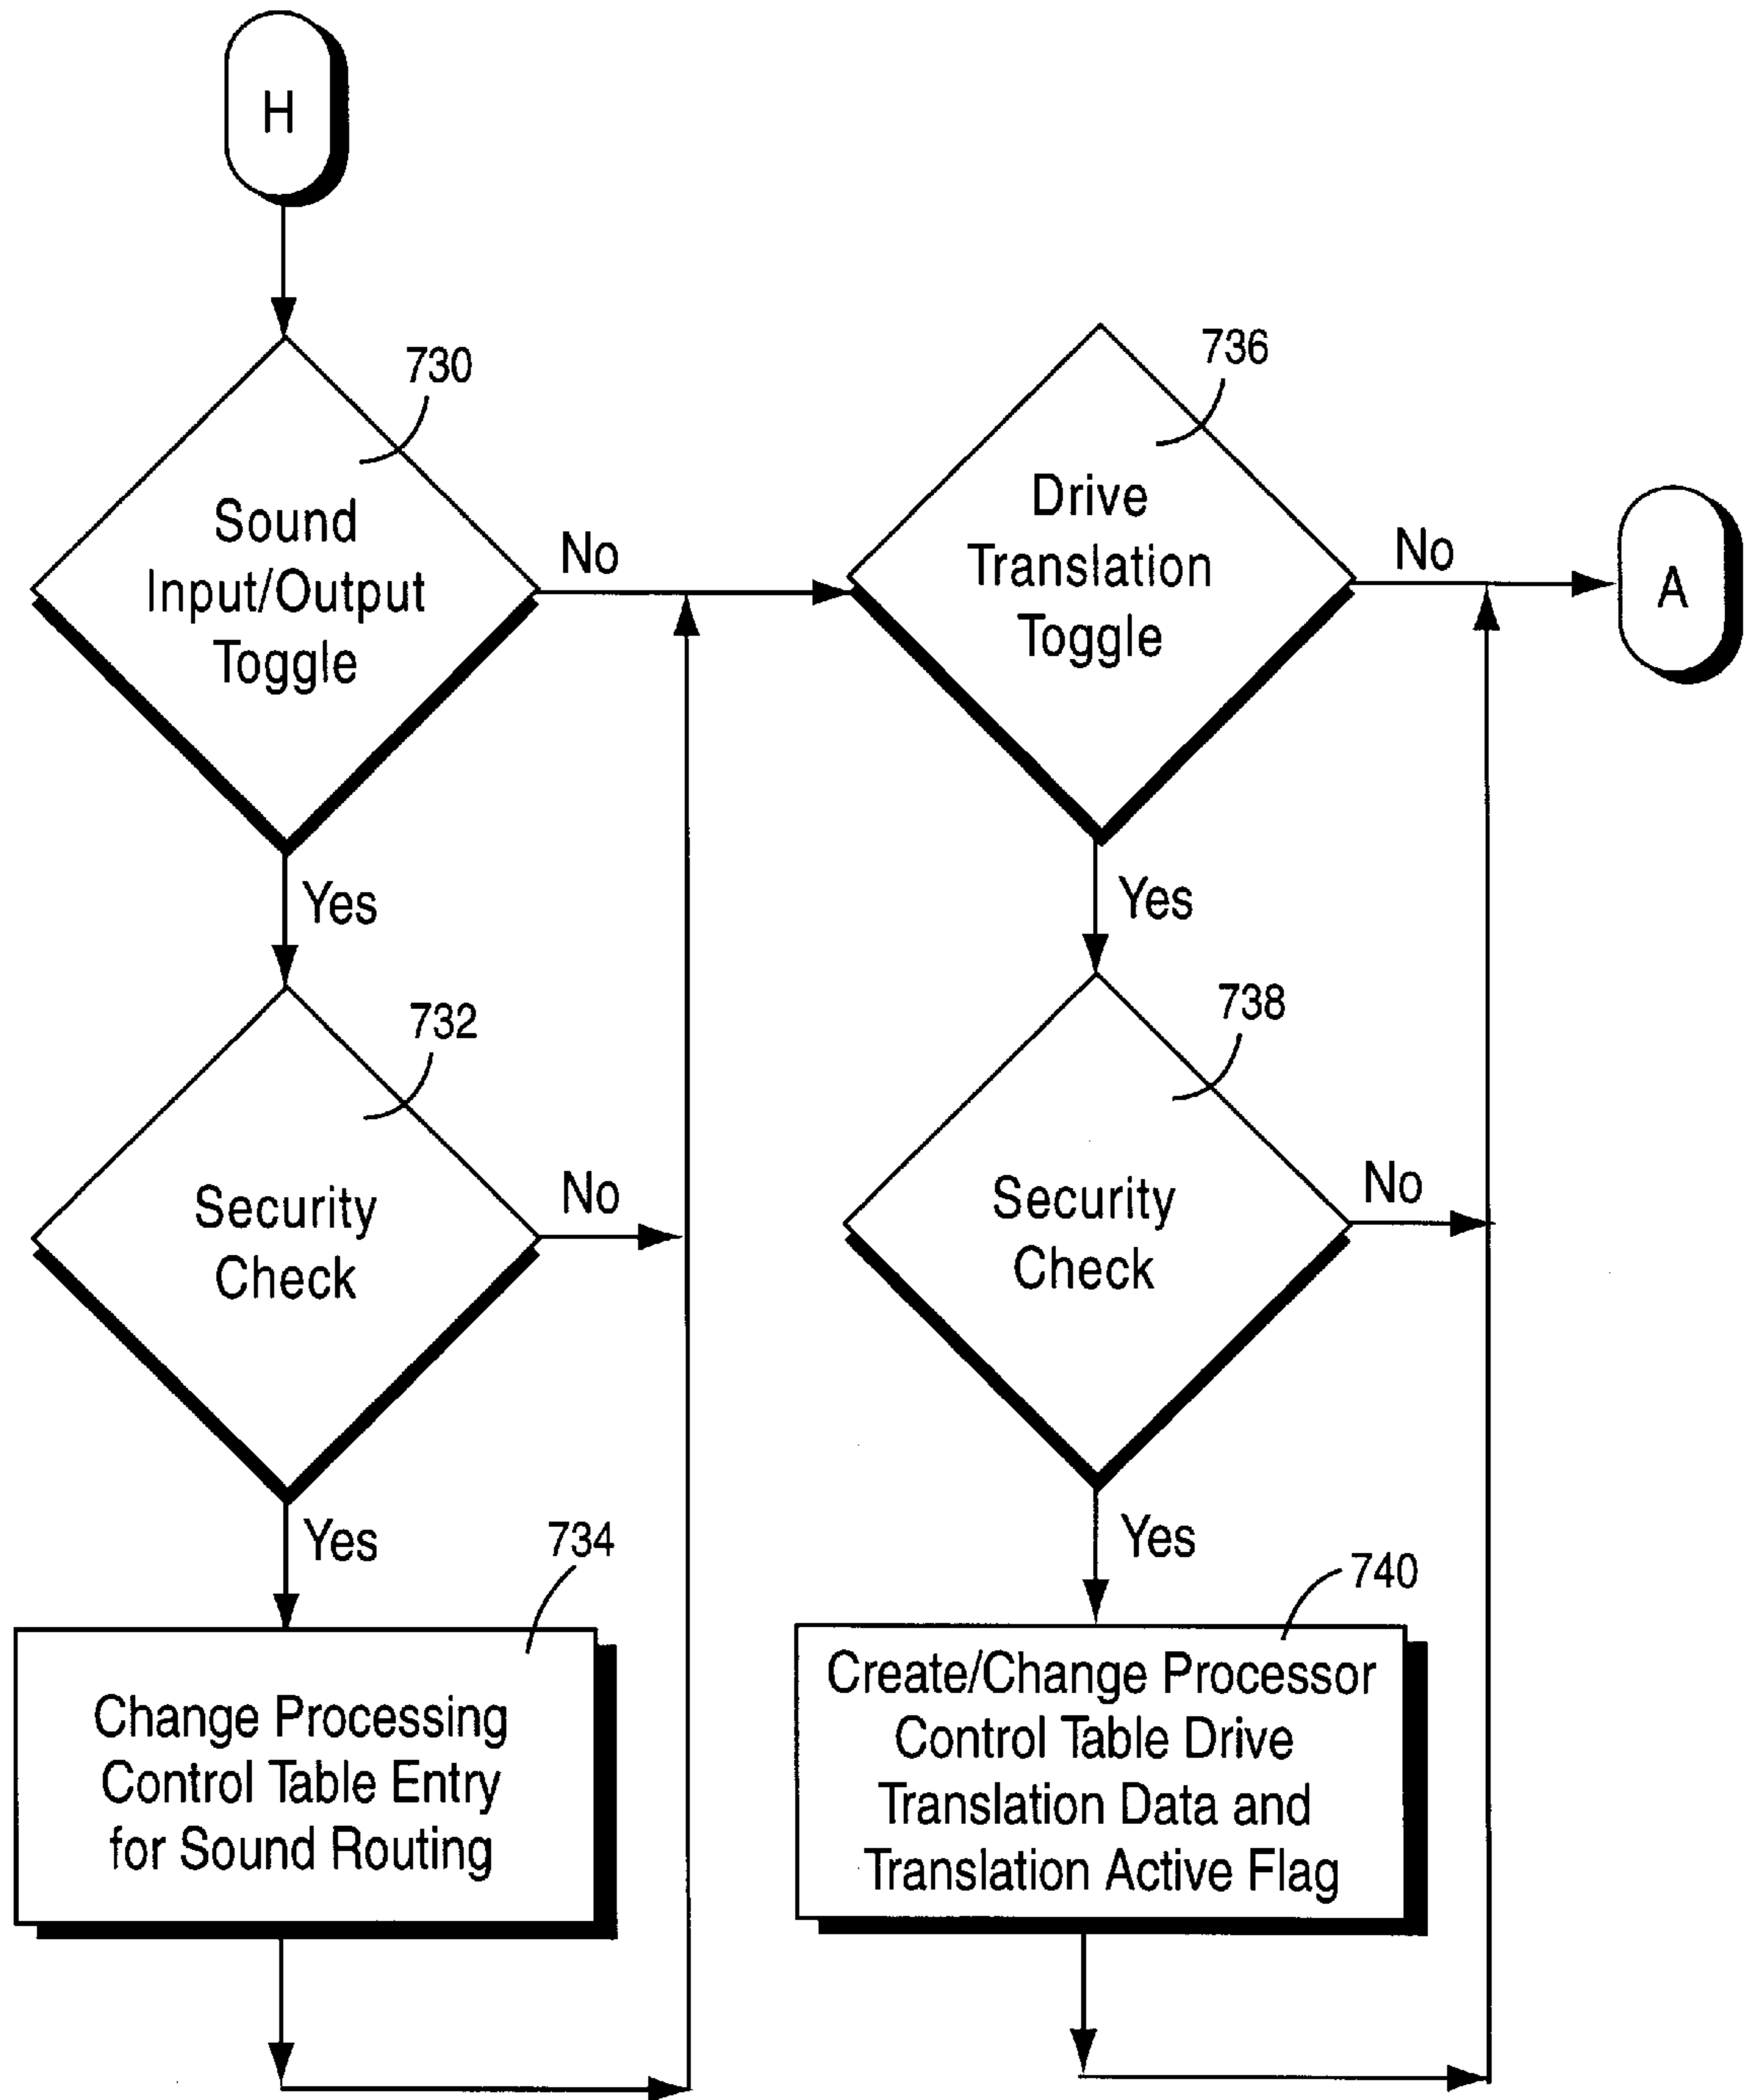 H
730
Sound
Input/Output
Toggle
No
Yes
732
Security
Check
No
Yes
734
Change Processing
Control Table Entry
for Sound Routing
736
Drive
Translation
Toggle
No
A
Yes
738
Security
Check
No
Yes
740
Create/Change Processor
Control Table Drive
Translation Data and
Translation Active Flag